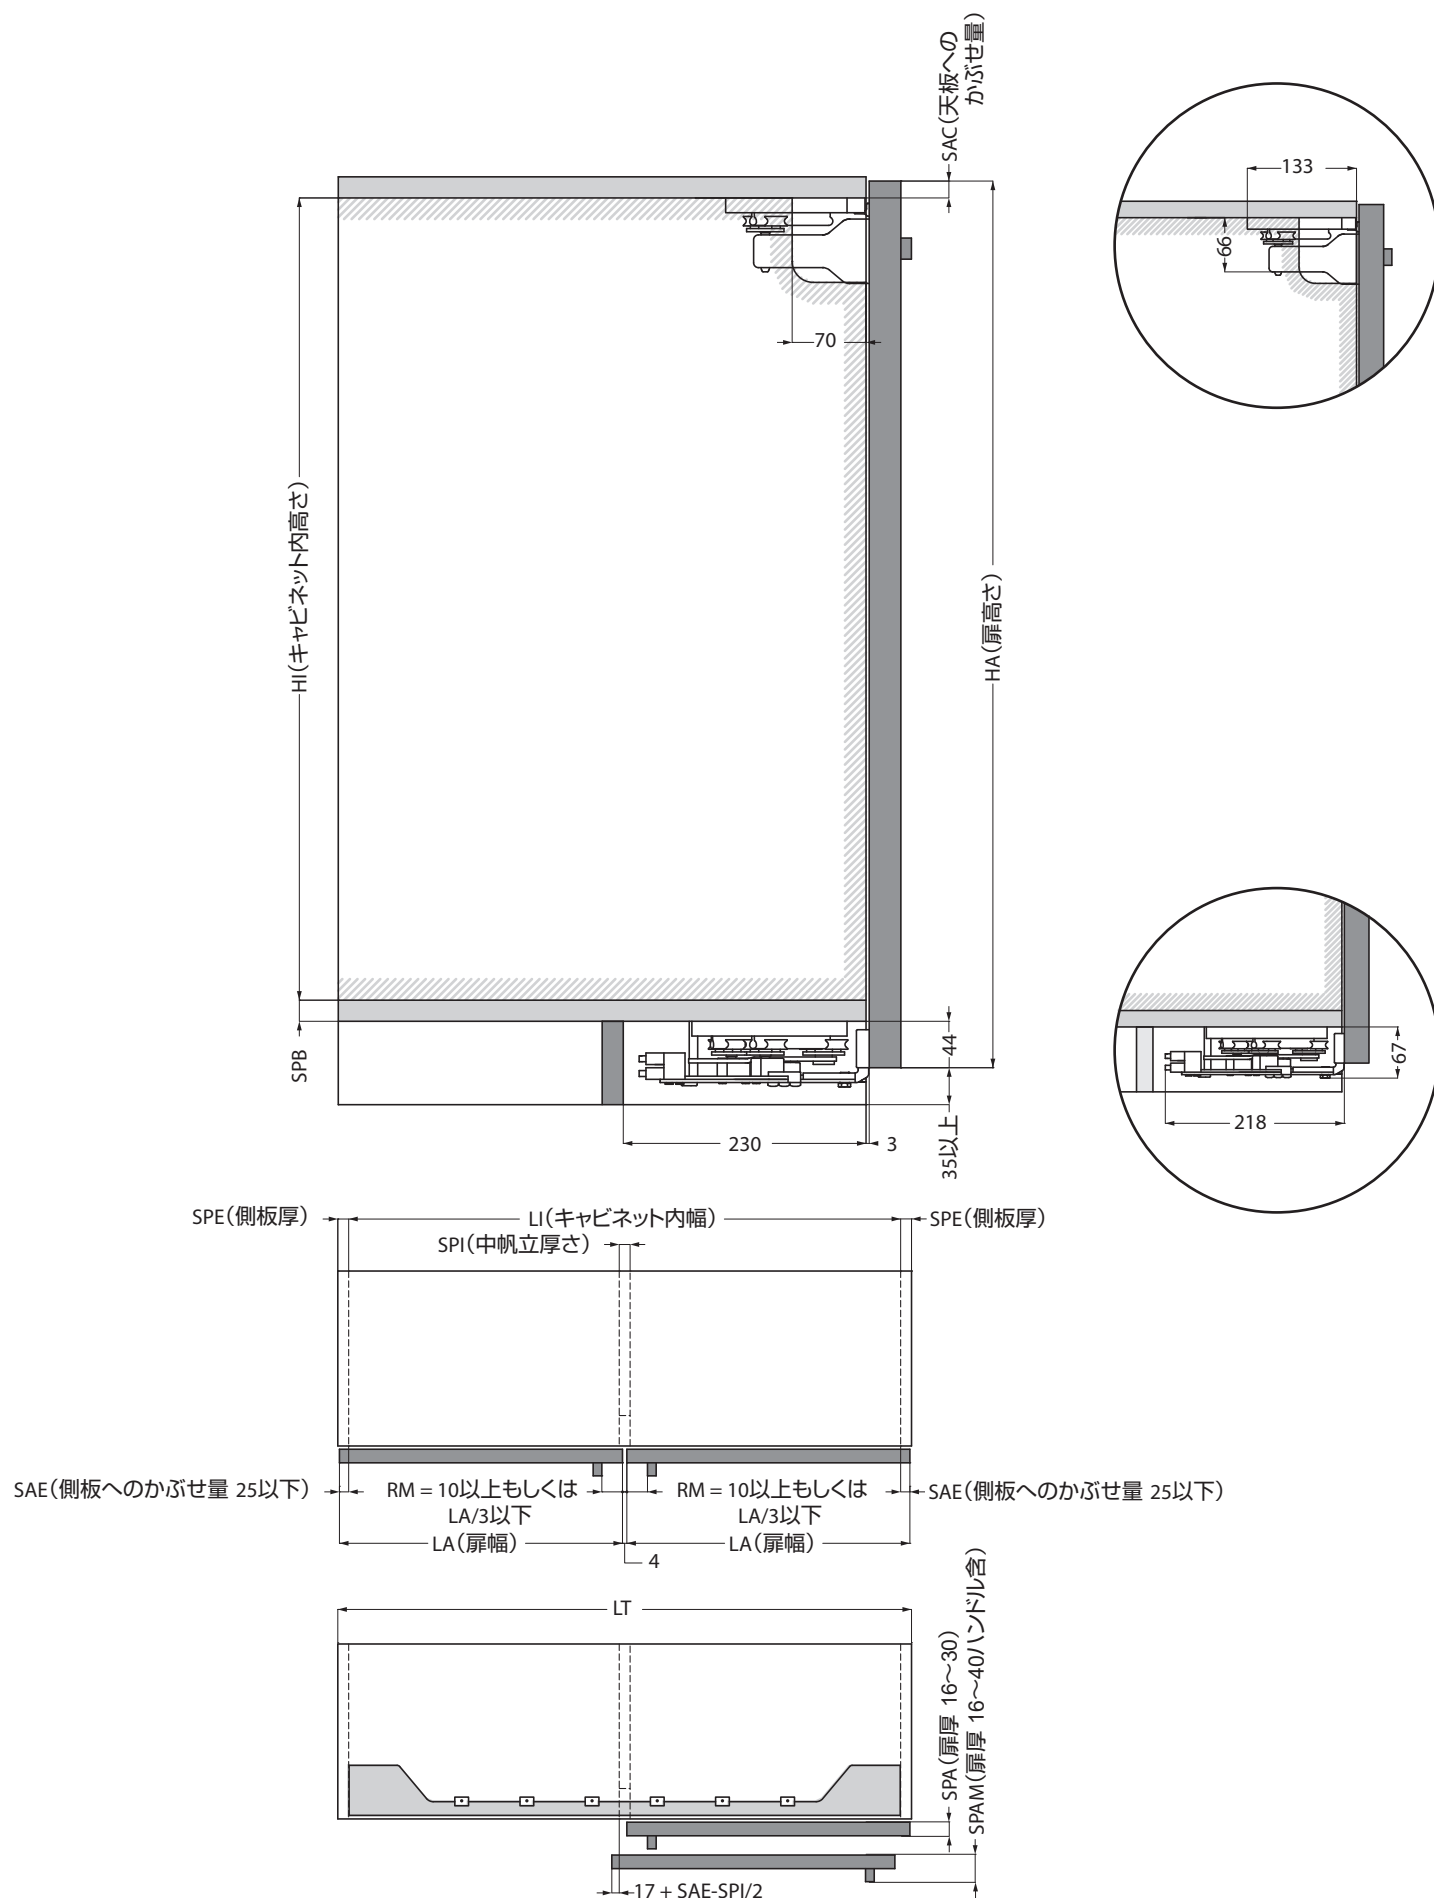 SAC（天板への
かぶせ量）
133
66
70
HI（キャビネット内高さ）
HA（扉高さ）
SPB
44
35以上
230
3
67
218
SPE（側板厚）
LI（キャビネット内幅）
SPE（側板厚）
SPI（中帆立厚さ）
SAE（側板へのかぶせ量 25以下）
RM = 10以上もしくは
LA/3以下
RM = 10以上もしくは
LA/3以下
SAE（側板へのかぶせ量 25以下）
LA（扉幅）
LA（扉幅）
4
LT
SPA（扉厚 16〜30）
SPAM（扉厚 16〜40ハンドル含）
17 + SAE-SPI/2